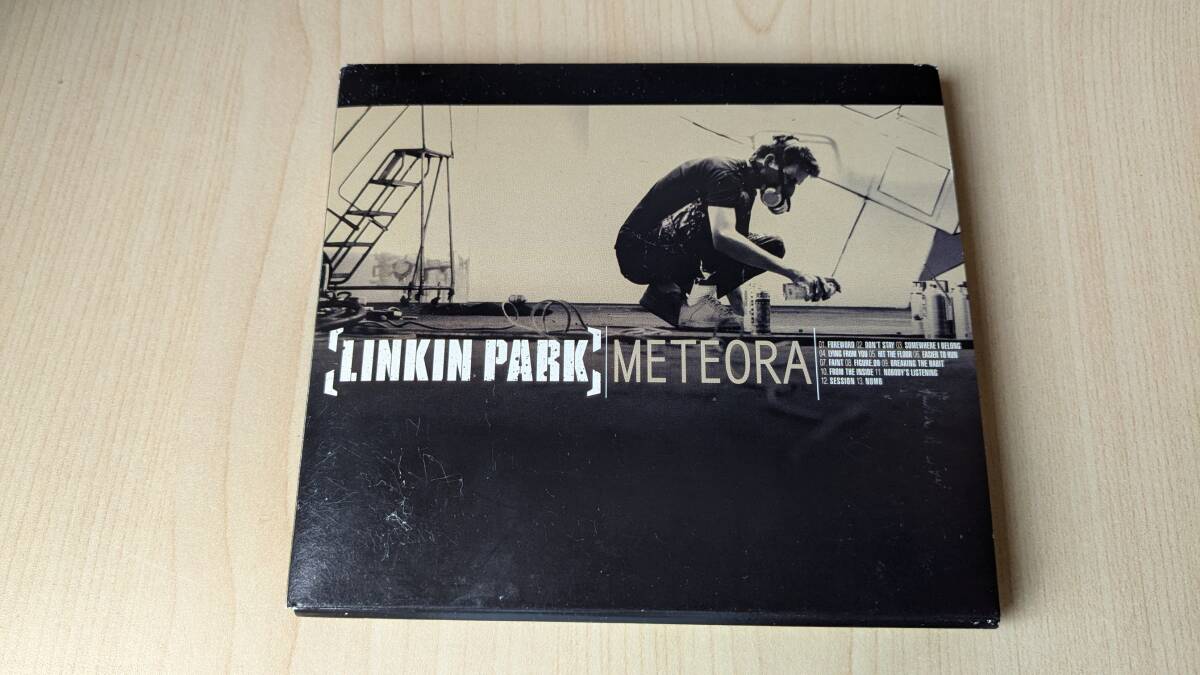 [LINKIN PARK] METEORA
01. FOREWORD 02. DON'T STAY 03. SOMEWHERE I BELONG
04. LYING FROM YOU 05. HIT THE FLOOR 06. EASIER TO RUN
07. FAINT 08. FIGURE.09 09. BREAKING THE HABIT
10. FROM THE INSIDE 11 NOBODY'S LISTENING
12. SESSION 13. NUMB